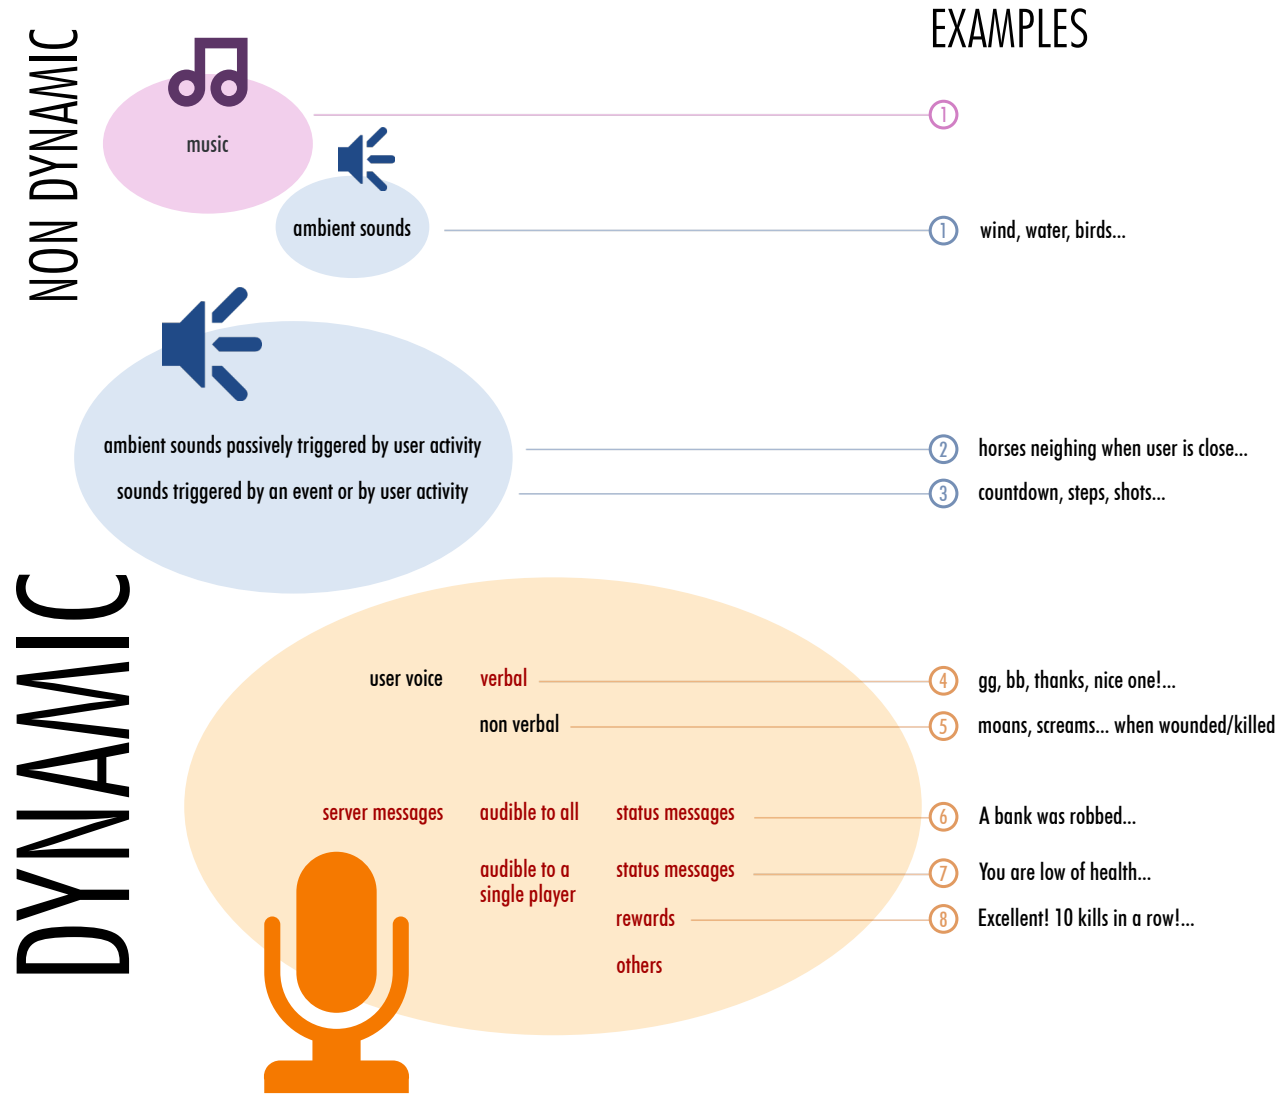 EXAMPLES
NON DYNAMIC
music
1
ambient sounds
1
wind, water, birds...
ambient sounds passively triggered by user activity
2
horses neighing when user is close...
sounds triggered by an event or by user activity
3
countdown, steps, shots...
DYNAMIC
user voice
verbal
4
gg, bb, thanks, nice one!...
non verbal
5
moans, screams... when wounded/killed
server messages
audible to all
status messages
6
A bank was robbed...
audible to a
single player
status messages
7
You are low of health...
rewards
8
Excellent! 10 kills in a row!...
others